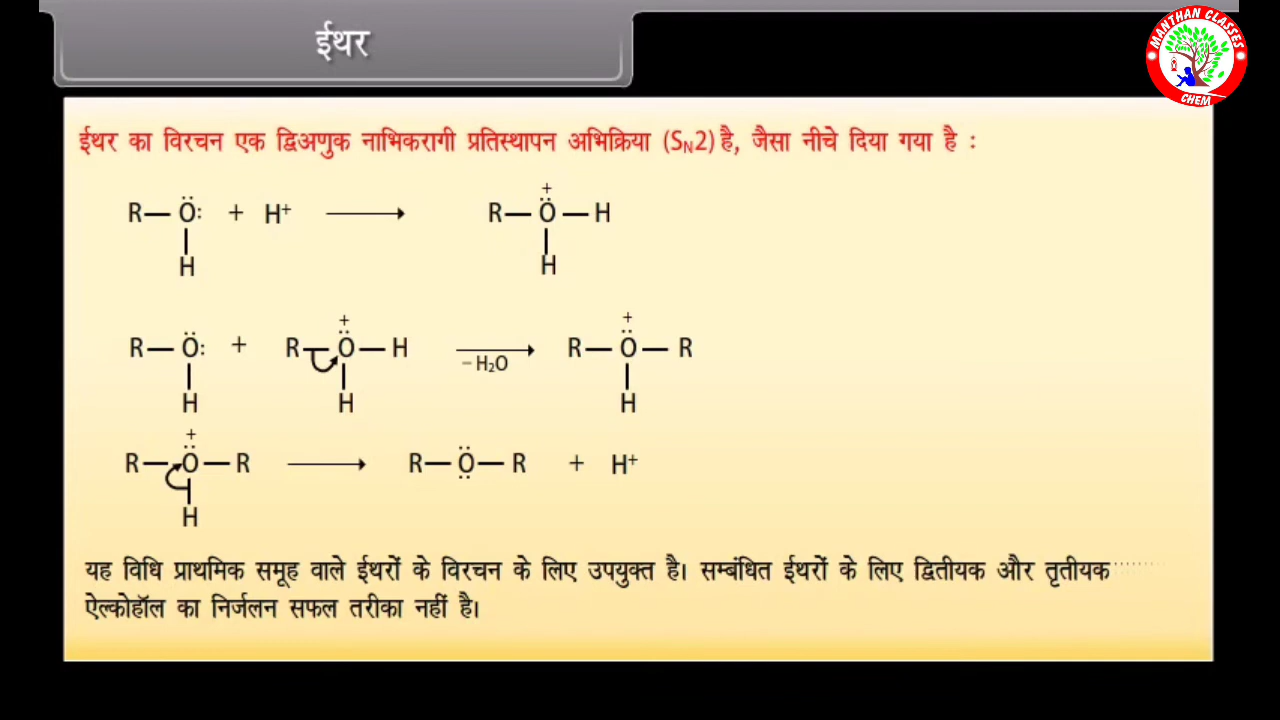 ईथर
MANTHAN CLASSES
CHEM
ईथर का विरचन एक द्विअणुक नाभिकरागी प्रतिस्थापन अभिक्रिया (S_N2) है, जैसा नीचे दिया गया है :
R—Ö: + H⁺ ⟶ R—Ö⁺—H
H H
R—Ö: + R—Ö⁺—H ⟶ R—Ö⁺—R
–H₂O
H H H
R—Ö⁺—R ⟶ R—Ö—R + H⁺
H
यह विधि प्राथमिक समूह वाले ईथरों के विरचन के लिए उपयुक्त है। सम्बंधित ईथरों के लिए द्वितीयक और तृतीयक
ऐल्कोहॉल का निर्जलन सफल तरीका नहीं है।